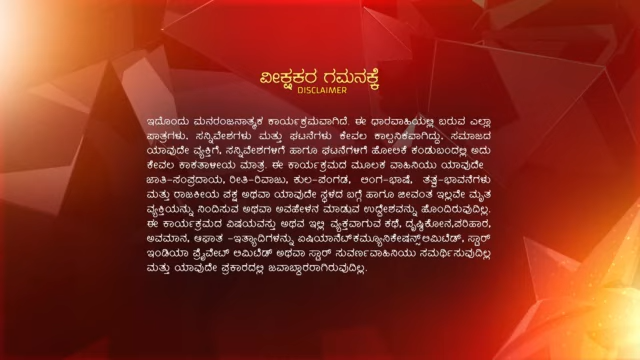 ವೀಕ್ಷಕರ ಗಮನಕ್ಕೆ
DISCLAIMER
ಇದೊಂದು ಮನರಂಜನಾತ್ಮಕ ಕಾರ್ಯಕ್ರಮವಾಗಿದೆ. ಈ ಧಾರವಾಹಿಯಲ್ಲಿ ಬರುವ ಎಲ್ಲಾ
ಪಾತ್ರಗಳು, ಸನ್ನಿವೇಶಗಳು ಮತ್ತು ಘಟನೆಗಳು ಕೇವಲ ಕಾಲ್ಪನಿಕವಾಗಿದ್ದು, ಸಮಾಜದ
ಯಾವುದೇ ವ್ಯಕ್ತಿಗೆ, ಸನ್ನಿವೇಶಗಳಿಗೆ ಹಾಗೂ ಘಟನೆಗಳಿಗೆ ಹೋಲಿಕೆ ಕಂಡುಬಂದಲ್ಲಿ ಅದು
ಕೇವಲ ಕಾಕತಾಳೀಯ ಮಾತ್ರ. ಈ ಕಾರ್ಯಕ್ರಮದ ಮೂಲಕ ವಾಹಿನಿಯು ಯಾವುದೇ
ಜಾತಿ-ಸಂಪ್ರದಾಯ, ರೀತಿ-ರಿವಾಜು, ಕುಲ-ಪಂಗಡ, ಲಿಂಗ-ಭಾಷೆ, ತತ್ವ-ಭಾವನೆಗಳು
ಮತ್ತು ರಾಜಕೀಯ ಪಕ್ಷ ಅಥವಾ ಯಾವುದೇ ಸ್ಥಳದ ಬಗ್ಗೆ ಹಾಗೂ ಜೀವಂತ ಇಲ್ಲವೇ ಮೃತ
ವ್ಯಕ್ತಿಯನ್ನು ನಿಂದಿಸುವ ಅಥವಾ ಅವಹೇಳನ ಮಾಡುವ ಉದ್ದೇಶವನ್ನು ಹೊಂದಿರುವುದಿಲ್ಲ.
ಈ ಕಾರ್ಯಕ್ರಮದ ವಿಷಯವಸ್ತು ಅಥವ ಇಲ್ಲಿ ವ್ಯಕ್ತವಾಗುವ ಕಥೆ, ದೃಷ್ಠಿಕೋನ,ಪರಿಹಾರ,
ಅವಮಾನ, ಆಘಾತ -ಇತ್ಯಾದಿಗಳನ್ನು ಏಷಿಯಾನೆಟ್‌ಕಮ್ಯೂನಿಕೇಷನ್ಸ್‌ಲಿಮಿಟೆಡ್, ಸ್ಟಾರ್
ಇಂಡಿಯಾ ಪ್ರೈವೇಟ್ ಲಿಮಿಟೆಡ್ ಅಥವಾ ಸ್ಟಾರ್ ಸುವರ್ಣವಾಹಿನಿಯು ಸಮರ್ಥಿಸುವುದಿಲ್ಲ
ಮತ್ತು ಯಾವುದೇ ಪ್ರಕಾರದಲ್ಲಿ ಜವಾಬ್ದಾರರಾಗಿರುವುದಿಲ್ಲ.